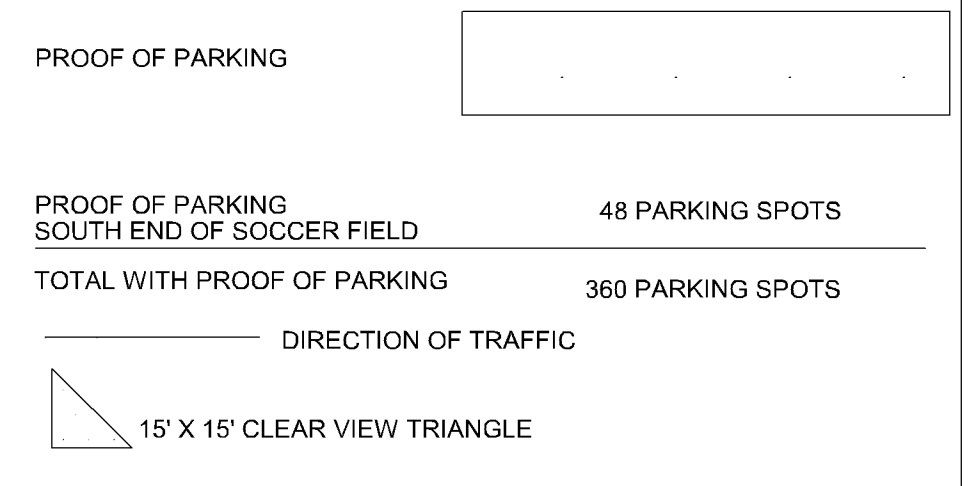 PROOF OF PARKING
PROOF OF PARKING
SOUTH END OF SOCCER FIELD
48 PARKING SPOTS
TOTAL WITH PROOF OF PARKING
360 PARKING SPOTS
DIRECTION OF TRAFFIC
15' X 15' CLEAR VIEW TRIANGLE